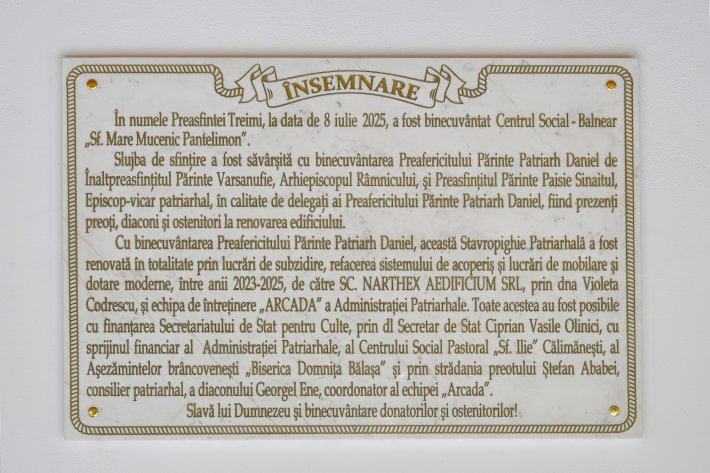 ÎNSEMNARE
În numele Preasfintei Treimi, la data de 8 iulie 2025, a fost binecuvântat Centrul Social - Balnear
„Sf. Mare Mucenic Pantelimon”.
Slujba de sfințire a fost săvârșită cu binecuvântarea Preafericitului Părinte Patriarh Daniel de
Înaltpreasfințitul Părinte Varsanufie, Arhiepiscopul Râmnicului, și Preasfințitul Părinte Paisie Sinaitul,
Episcop-vicar patriarhal, în calitate de delegați ai Preafericitului Părinte Patriarh Daniel, fiind prezenți
preoți, diaconi și ostenitori la renovarea edificiului.
Cu binecuvântarea Preafericitului Părinte Patriarh Daniel, această Stavropighie Patriarhală a fost
renovată în totalitate prin lucrări de subzidire, refacerea sistemului de acoperiș și lucrări de mobilare și
dotare moderne, între anii 2023-2025, de către SC. NARTHEX AEDIFICIUM SRL, prin dna Violeta
Codrescu, și echipa de întreținere „ARCADA” a Administrației Patriarhale. Toate acestea au fost posibile
cu finanțarea Secretariatului de Stat pentru Culte, prin dl Secretar de Stat Ciprian Vasile Olinici, cu
sprijinul financiar al Administrației Patriarhale, al Centrului Social Pastoral „Sf. Ilie” Călimănești, al
Așezămintelor brâncovenești „Biserica Domnița Bălașa” și prin strădania preotului Ștefan Ababei,
consilier patriarhal, a diaconului Georgel Ene, coordonator al echipei „Arcada”.
Slavă lui Dumnezeu și binecuvântare donatorilor și ostenitorilor!